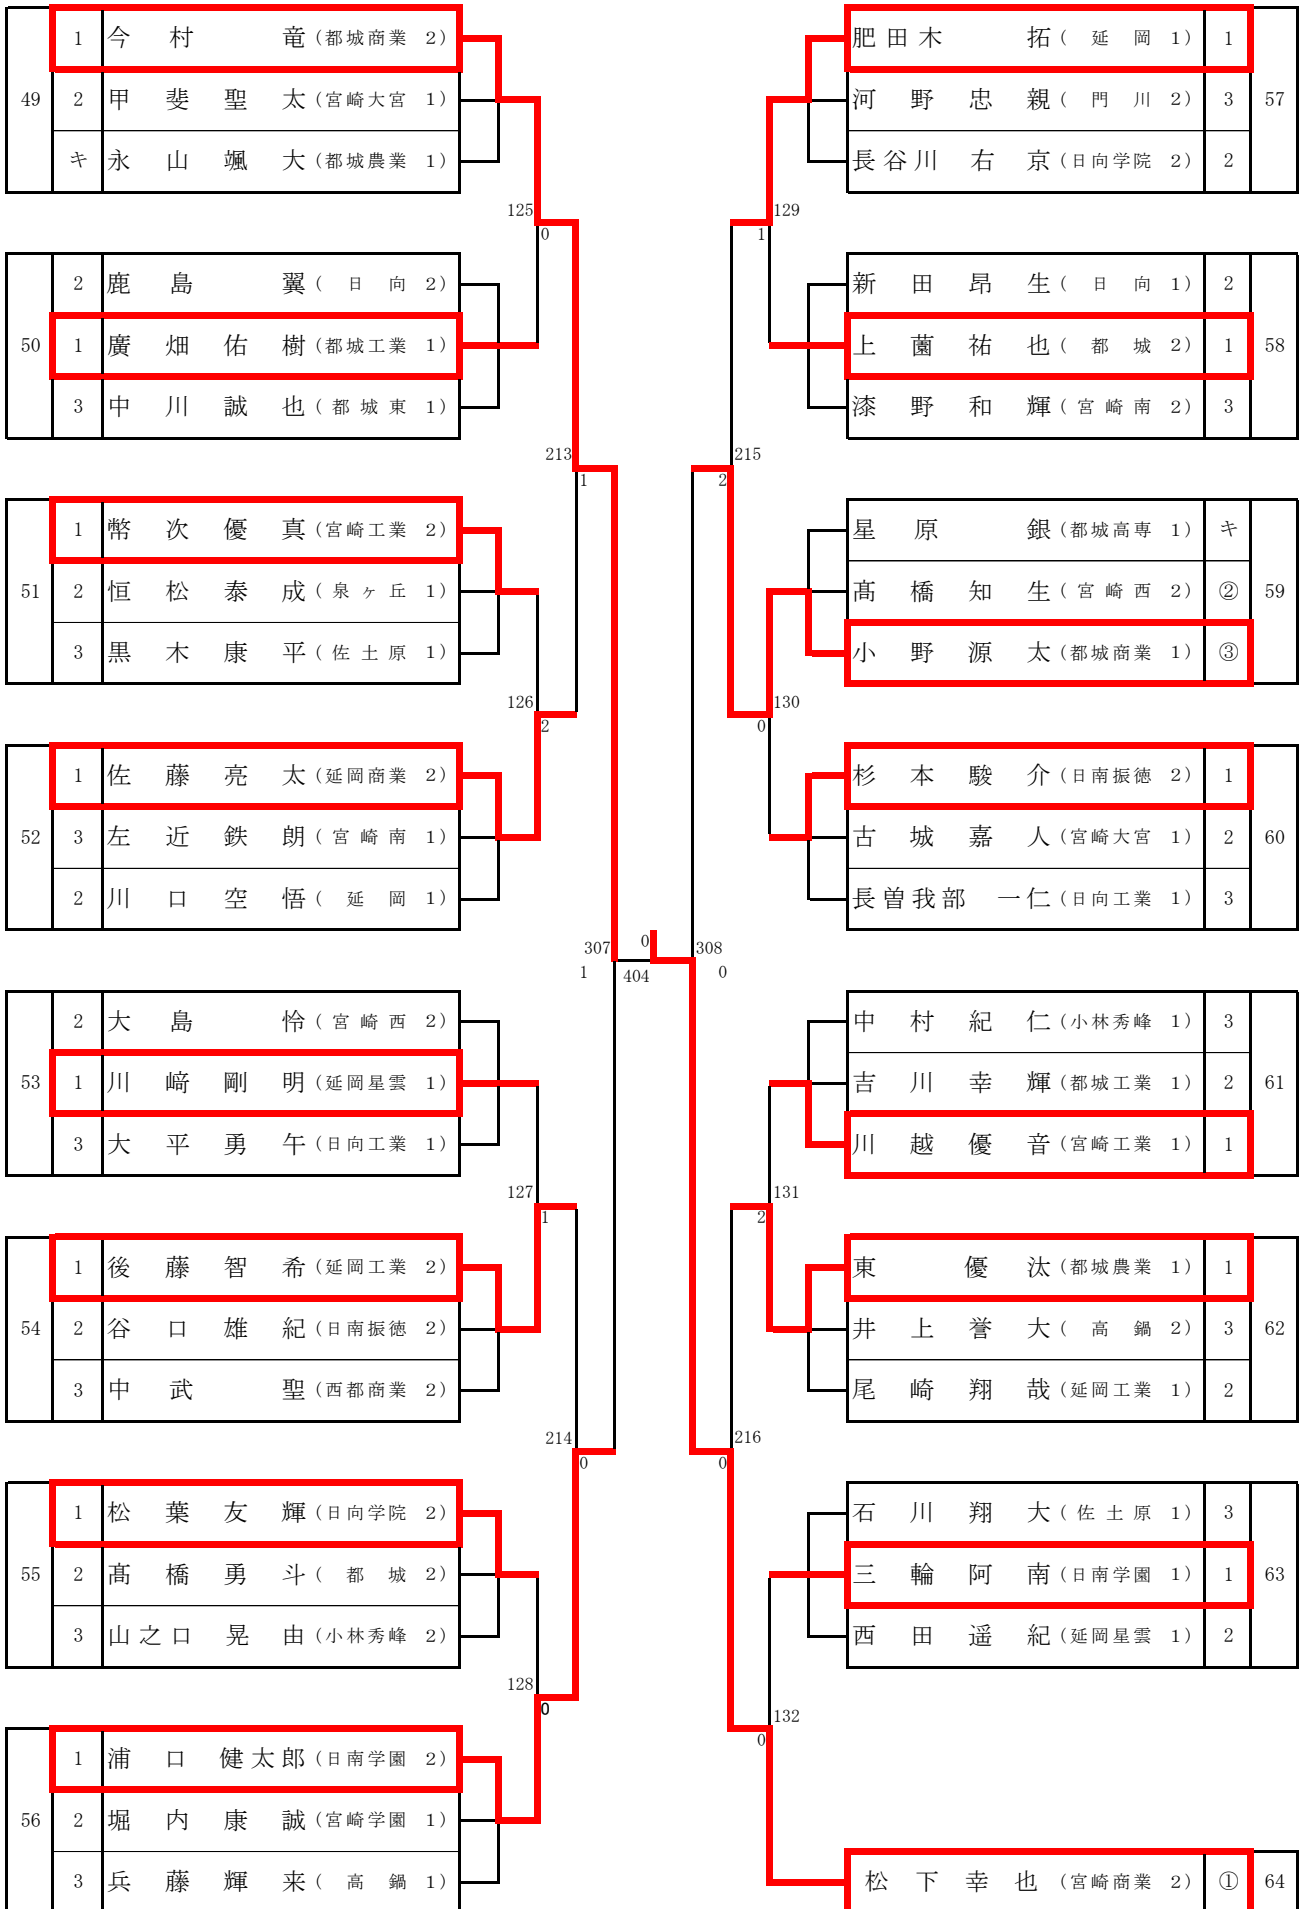 1 今村 竜 (都城商業 2)
49 2 甲斐聖太 (宮崎大宮 1)
キ 永山颯大 (都城農業 1)
125
0
2 鹿島 翼 (日向 2)
50 1 廣畑佑樹 (都城工業 1)
3 中川誠也 (都城東 1)
213
1
1 幣次優真 (宮崎工業 2)
51 2 恒松泰成 (泉ヶ丘 1)
3 黒木康平 (佐土原 1)
126
2
1 佐藤亮太 (延岡商業 2)
52 3 左近鉄朗 (宮崎南 1)
2 川口空悟 (延岡 1)
307
1
0
404
308
0
2 大島 怜 (宮崎西 2)
53 1 川﨑剛明 (延岡星雲 1)
3 大平勇午 (日向工業 1)
127
1
1 後藤智希 (延岡工業 2)
54 2 谷口雄紀 (日南振徳 2)
3 中武 聖 (西都商業 2)
214
0
1 松葉友輝 (日向学院 2)
55 2 髙橋勇斗 (都城 2)
3 山之口晃由 (小林秀峰 2)
128
0
1 浦口健太郎 (日南学園 2)
56 2 堀内康誠 (宮崎学園 1)
3 兵藤輝来 (高鍋 1)
肥田木 拓 (延岡 1) 1
河野忠親 (門川 2) 3 57
長谷川右京 (日向学院 2) 2
129
1
新田昂生 (日向 1) 2
上薗祐也 (都城 2) 1 58
漆野和輝 (宮崎南 2) 3
215
2
星原 銀 (都城高専 1) キ
髙橋知生 (宮崎西 2) ② 59
小野源太 (都城商業 1) ③
130
0
杉本駿介 (日南振徳 2) 1
古城嘉人 (宮崎大宮 1) 2 60
長曽我部 一仁 (日向工業 1) 3
中村紀仁 (小林秀峰 1) 3
吉川幸輝 (都城工業 1) 2 61
川越優音 (宮崎工業 1) 1
131
2
東 優汰 (都城農業 1) 1
井上誉大 (高鍋 2) 3 62
尾崎翔哉 (延岡工業 1) 2
216
0
石川翔大 (佐土原 1) 3
三輪阿南 (日南学園 1) 1 63
西田遥紀 (延岡星雲 1) 2
132
0
松下幸也 (宮崎商業 2) ① 64